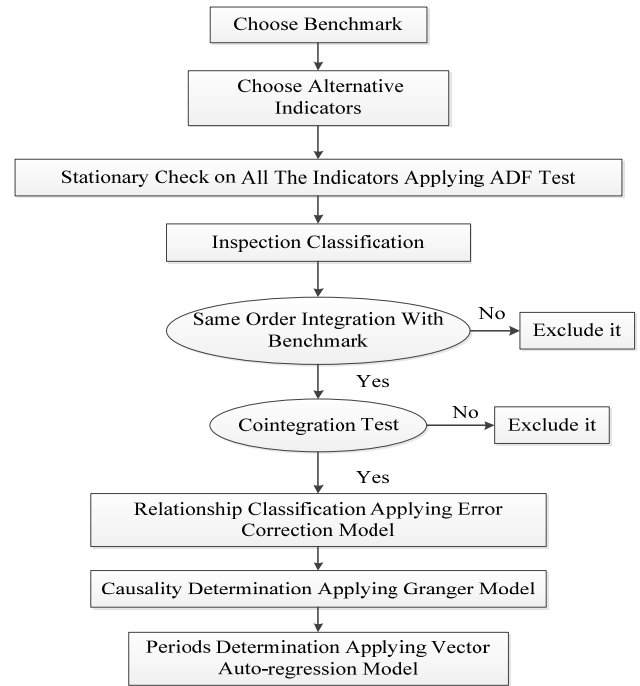 Choose Benchmark
Choose Alternative
Indicators
Stationary Check on All The Indicators Applying ADF Test
Inspection Classification
Same Order Integration With
Benchmark
No
Exclude it
Yes
Cointegration Test
No
Exclude it
Yes
Relationship Classification Applying Error
Correction Model
Causality Determination Applying Granger Model
Periods Determination Applying Vector
Auto-regression Model